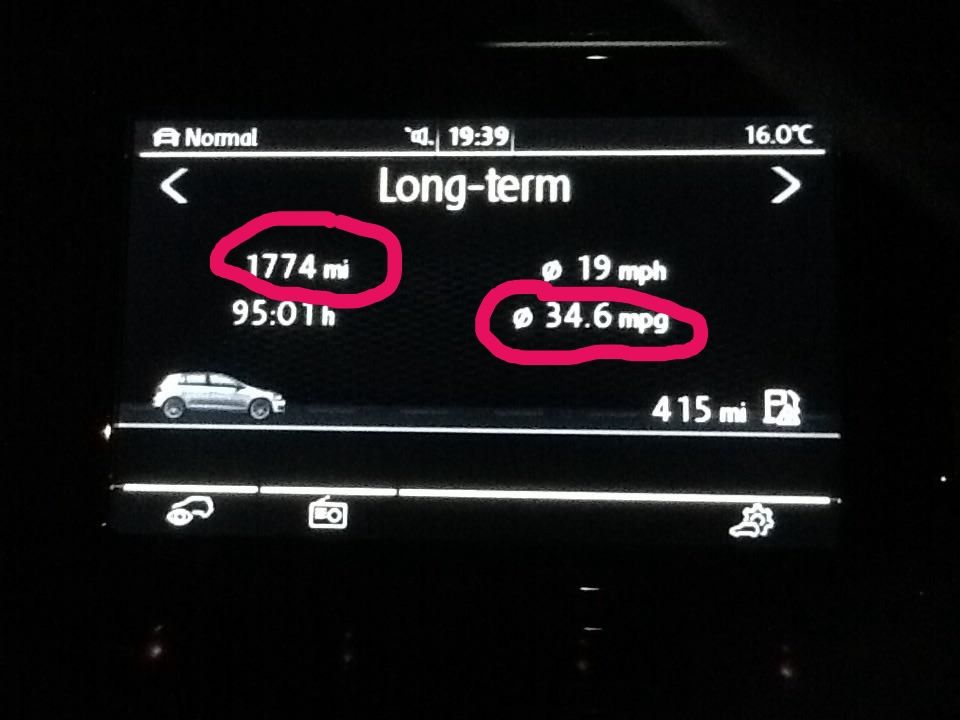 Normal 19:39 16.0°C
< Long-term >
1774 mi ø 19 mph
95:01 h ø 34.6 mpg
415 mi